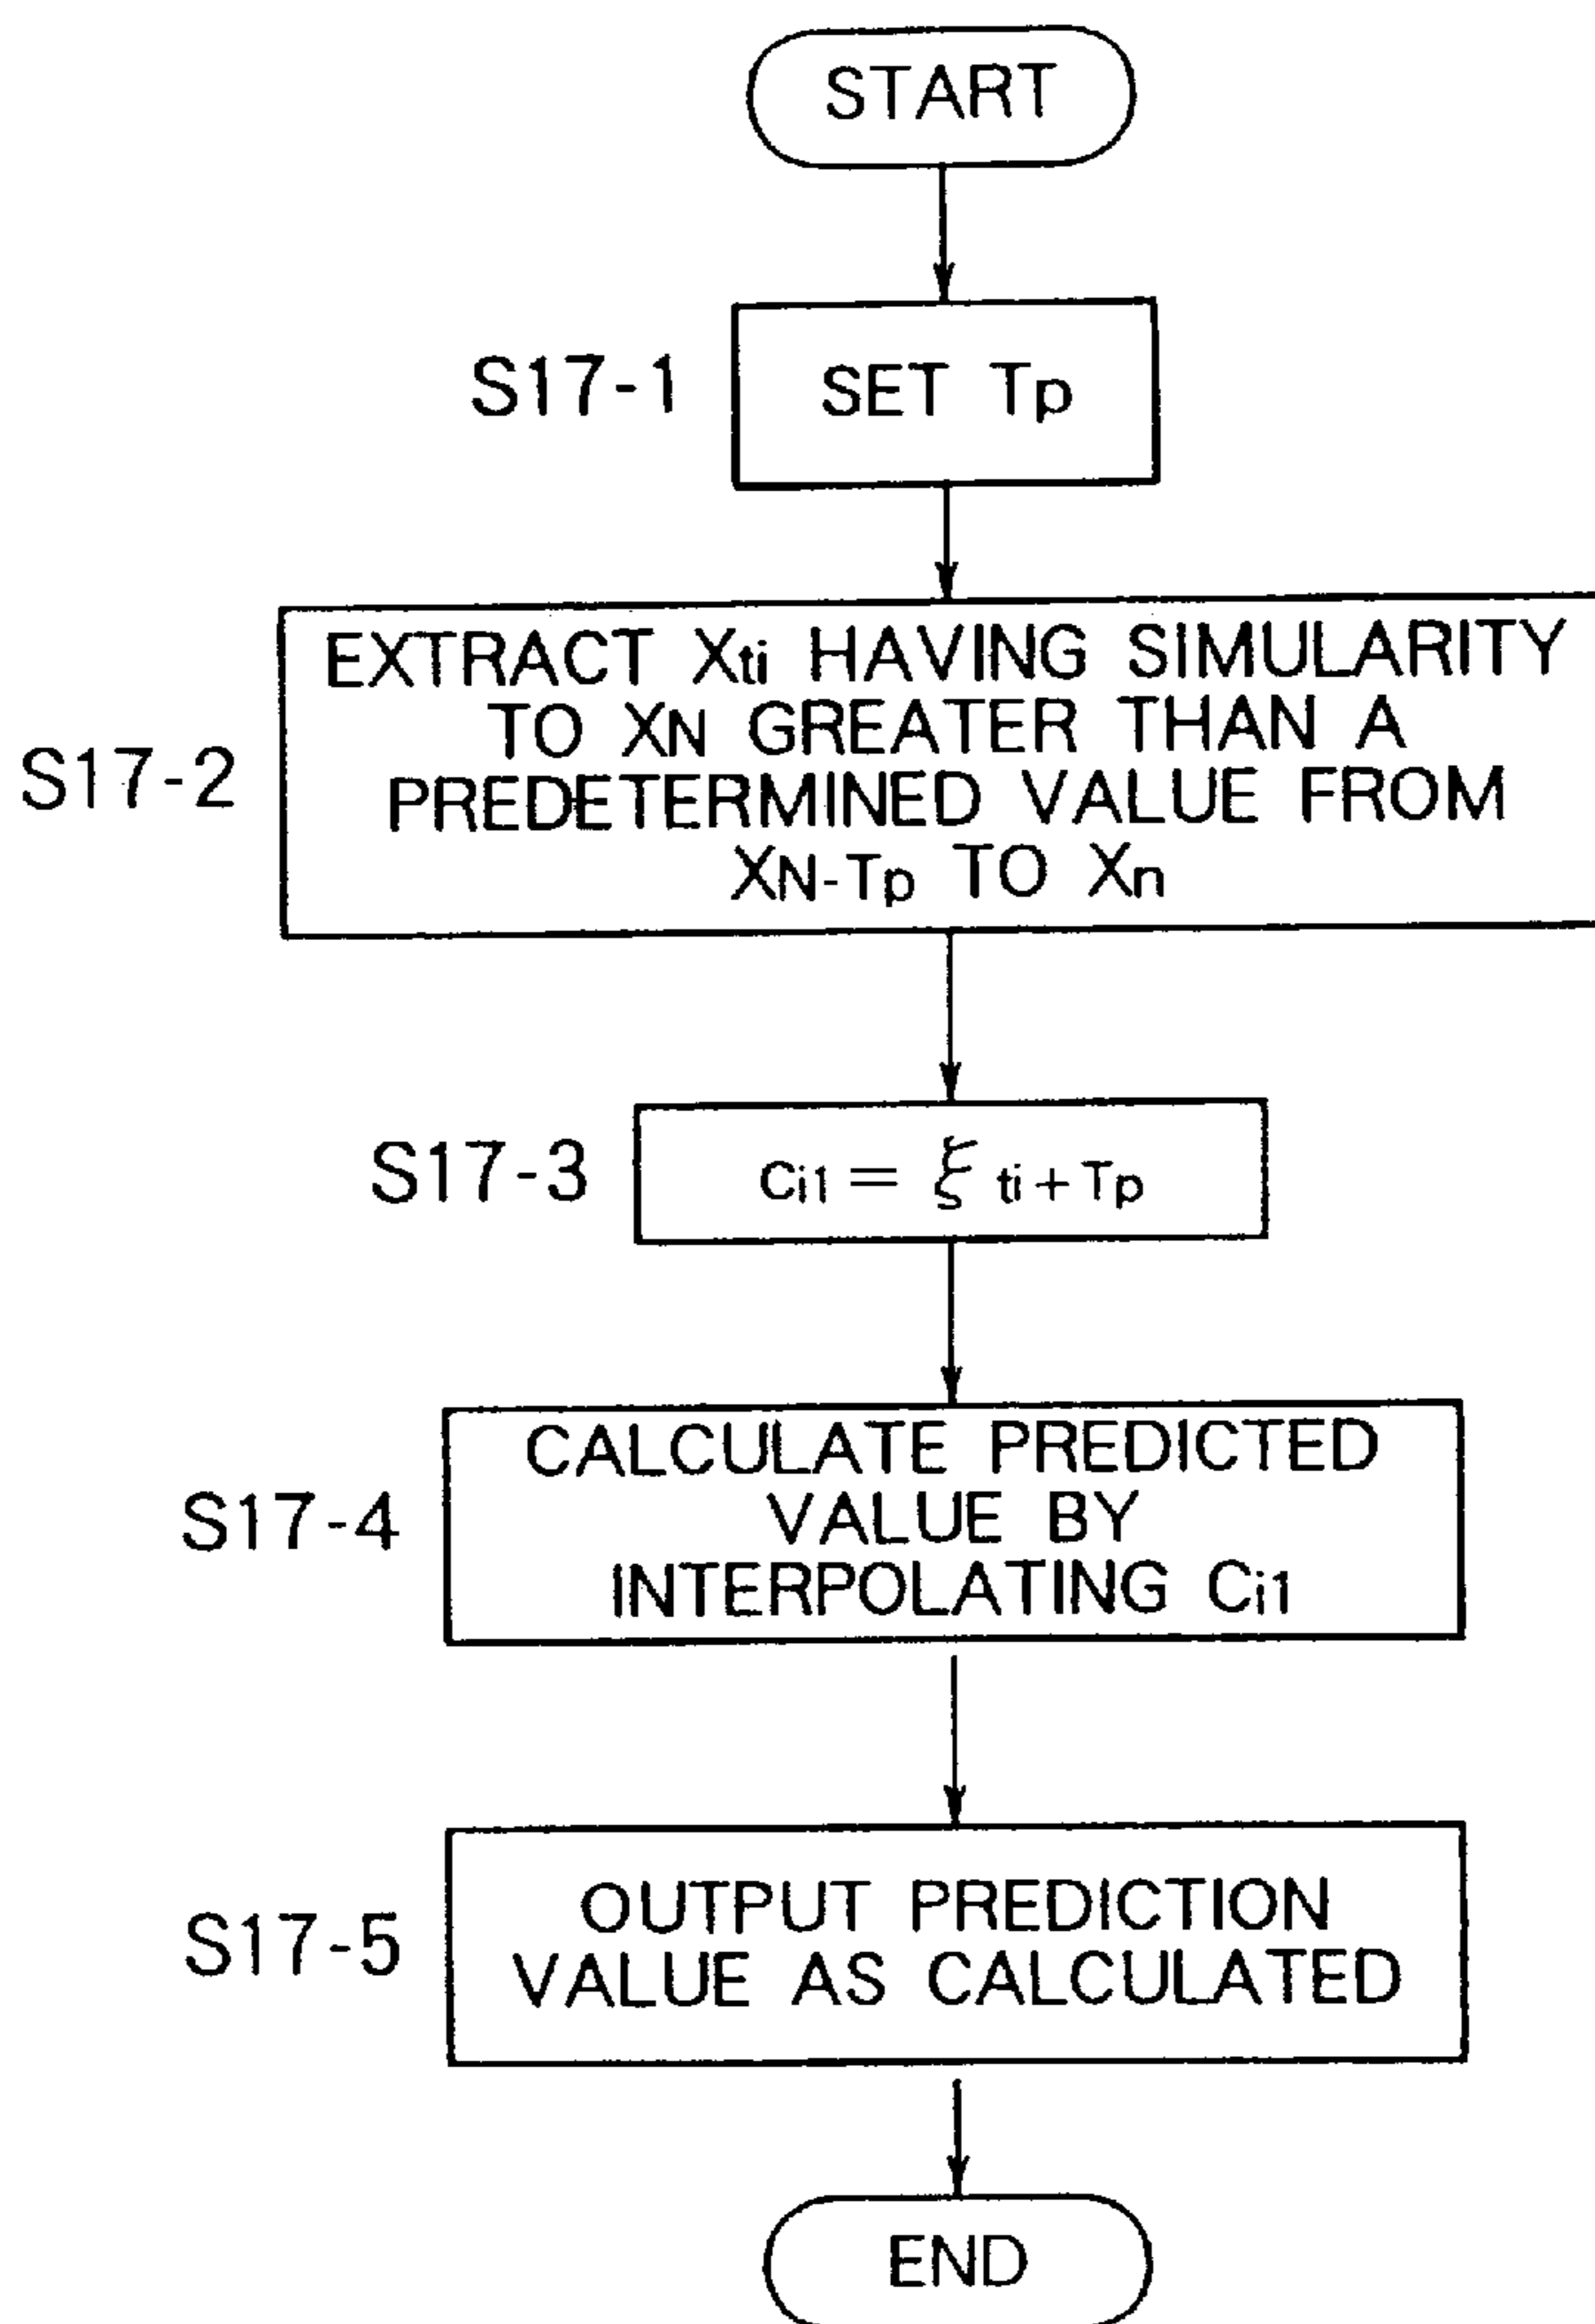 START
S17-1
SET Tp
S17-2
EXTRACT Xti HAVING SIMULARITY
TO XN GREATER THAN A
PREDETERMINED VALUE FROM
XN-Tp TO Xn
S17-3
Ci1 = ξ ti+Tp
S17-4
CALCULATE PREDICTED
VALUE BY
INTERPOLATING Ci1
S17-5
OUTPUT PREDICTION
VALUE AS CALCULATED
END